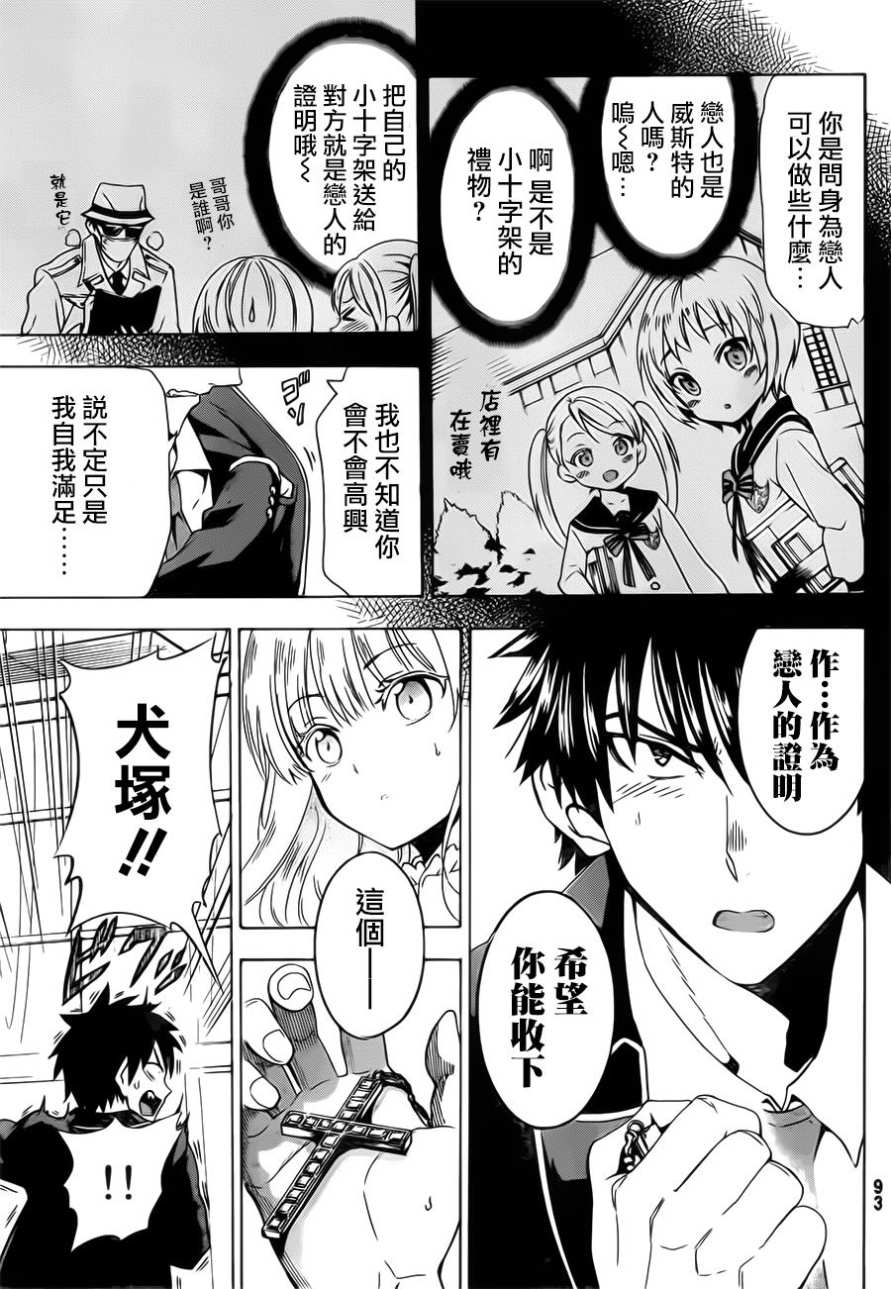 你是問身為戀人
可以做些什麼…
戀人也是
威斯特的
人嗎？
嗚～嗯…
啊 是不是
小十字架的
禮物？
店裡有
在賣哦
把自己的
小十字架送給
對方就是戀人的
證明哦～
哥哥你
是誰啊？
就是它
我也不知道你
會不會高興
ゴソ
說不定只是
我自我滿足……
作…作為
戀人的證明
希望
你能收下
這個——
犬塚!!
!!
93